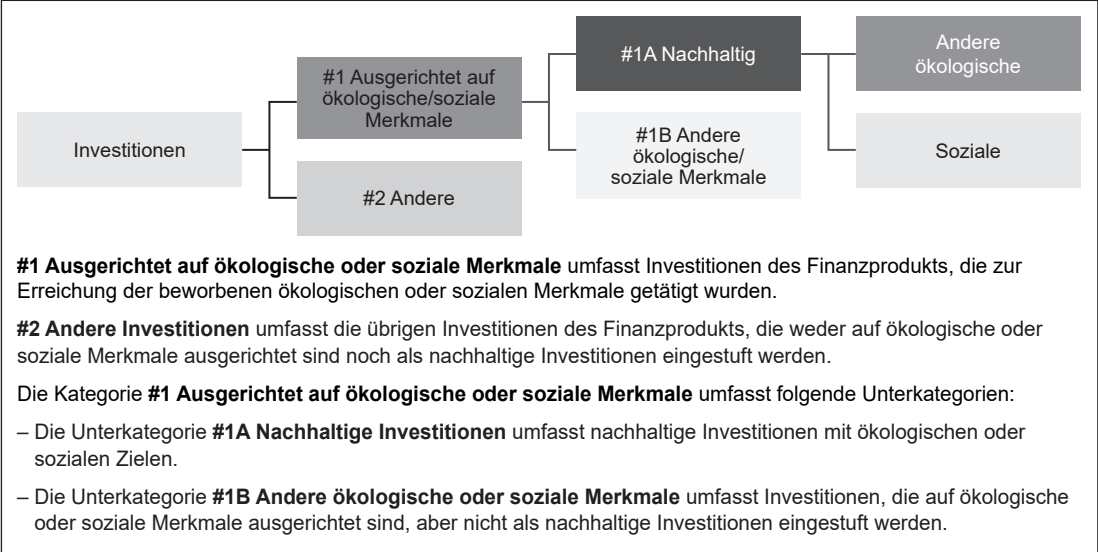 Investitionen
#1 Ausgerichtet auf
ökologische/soziale
Merkmale
#2 Andere
#1A Nachhaltig
#1B Andere
ökologische/
soziale Merkmale
Andere
ökologische
Soziale
#1 Ausgerichtet auf ökologische oder soziale Merkmale umfasst Investitionen des Finanzprodukts, die zur
Erreichung der beworbenen ökologischen oder sozialen Merkmale getätigt wurden.
#2 Andere Investitionen umfasst die übrigen Investitionen des Finanzprodukts, die weder auf ökologische oder
soziale Merkmale ausgerichtet sind noch als nachhaltige Investitionen eingestuft werden.
Die Kategorie #1 Ausgerichtet auf ökologische oder soziale Merkmale umfasst folgende Unterkategorien:
– Die Unterkategorie #1A Nachhaltige Investitionen umfasst nachhaltige Investitionen mit ökologischen oder
sozialen Zielen.
– Die Unterkategorie #1B Andere ökologische oder soziale Merkmale umfasst Investitionen, die auf ökologische
oder soziale Merkmale ausgerichtet sind, aber nicht als nachhaltige Investitionen eingestuft werden.